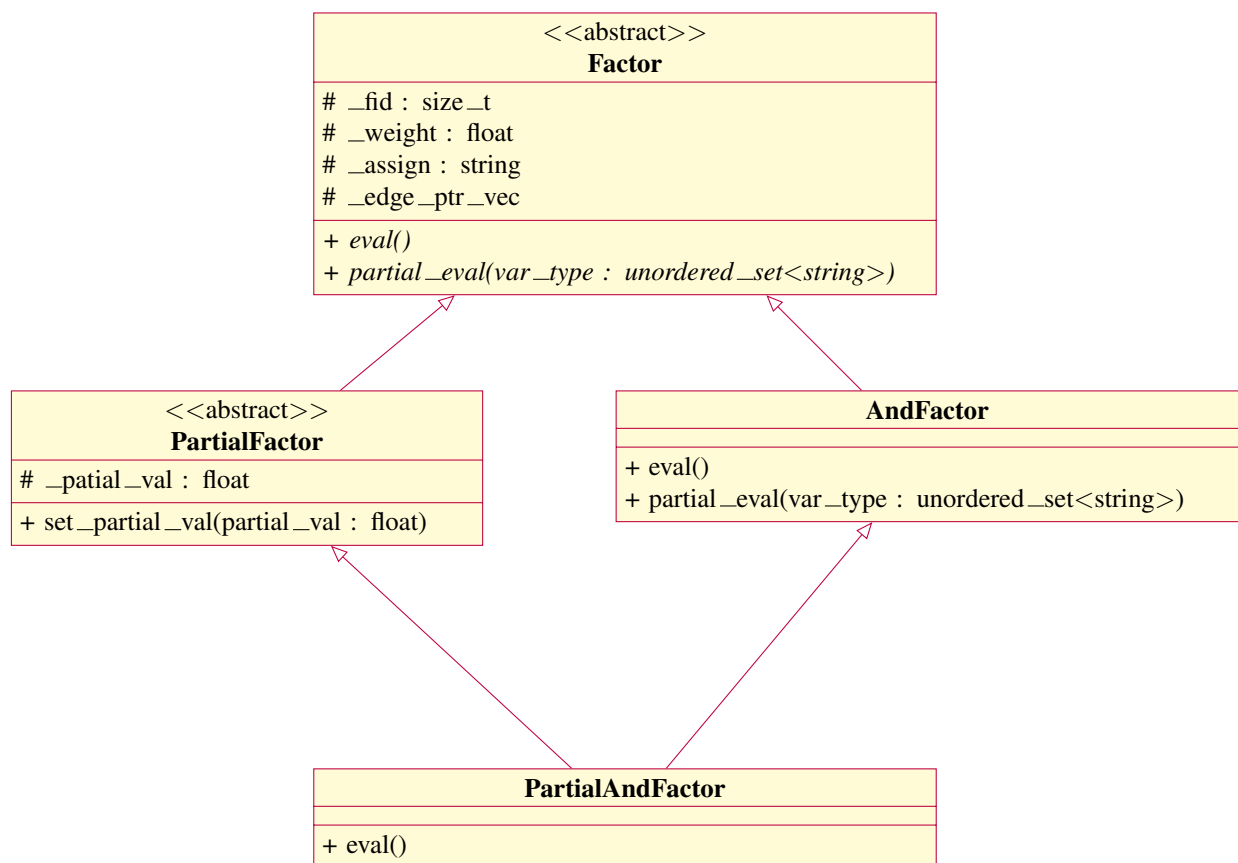 <<abstract>>
Factor
# _fid : size_t
# _weight : float
# _assign : string
# _edge_ptr_vec
+ eval()
+ partial_eval(var_type : unordered_set<string>)
<<abstract>>
PartialFactor
# _patial_val : float
+ set_partial_val(partial_val : float)
AndFactor
+ eval()
+ partial_eval(var_type : unordered_set<string>)
PartialAndFactor
+ eval()